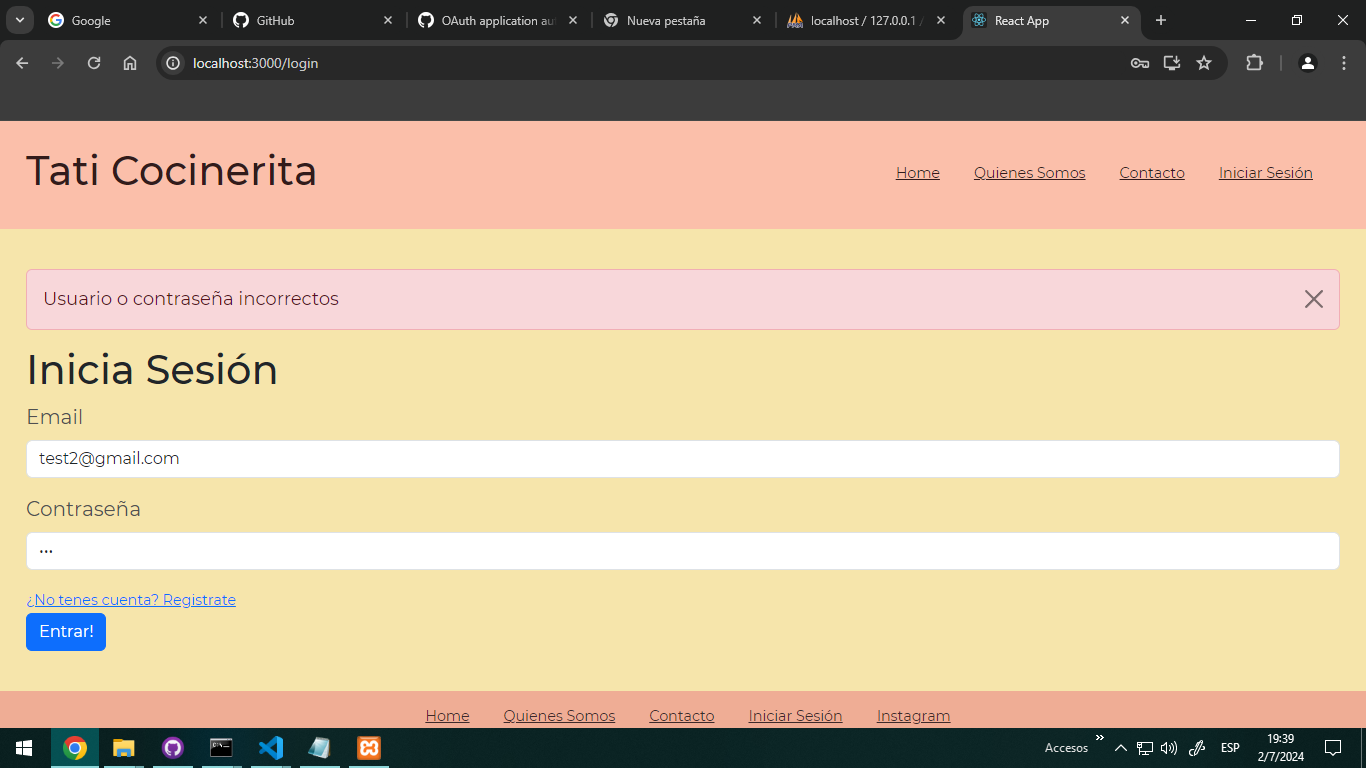 Google
GitHub
OAuth application au
Nueva pestaña
localhost / 127.0.0.1 /
React App
localhost:3000/login
Tati Cocinerita
Home Quienes Somos Contacto Iniciar Sesión
Usuario o contraseña incorrectos
Inicia Sesión
Email
test2@gmail.com
Contraseña
¿No tenes cuenta? Registrate
Entrar!
Home Quienes Somos Contacto Iniciar Sesión Instagram
Accesos
ESP
19:39
2/7/2024